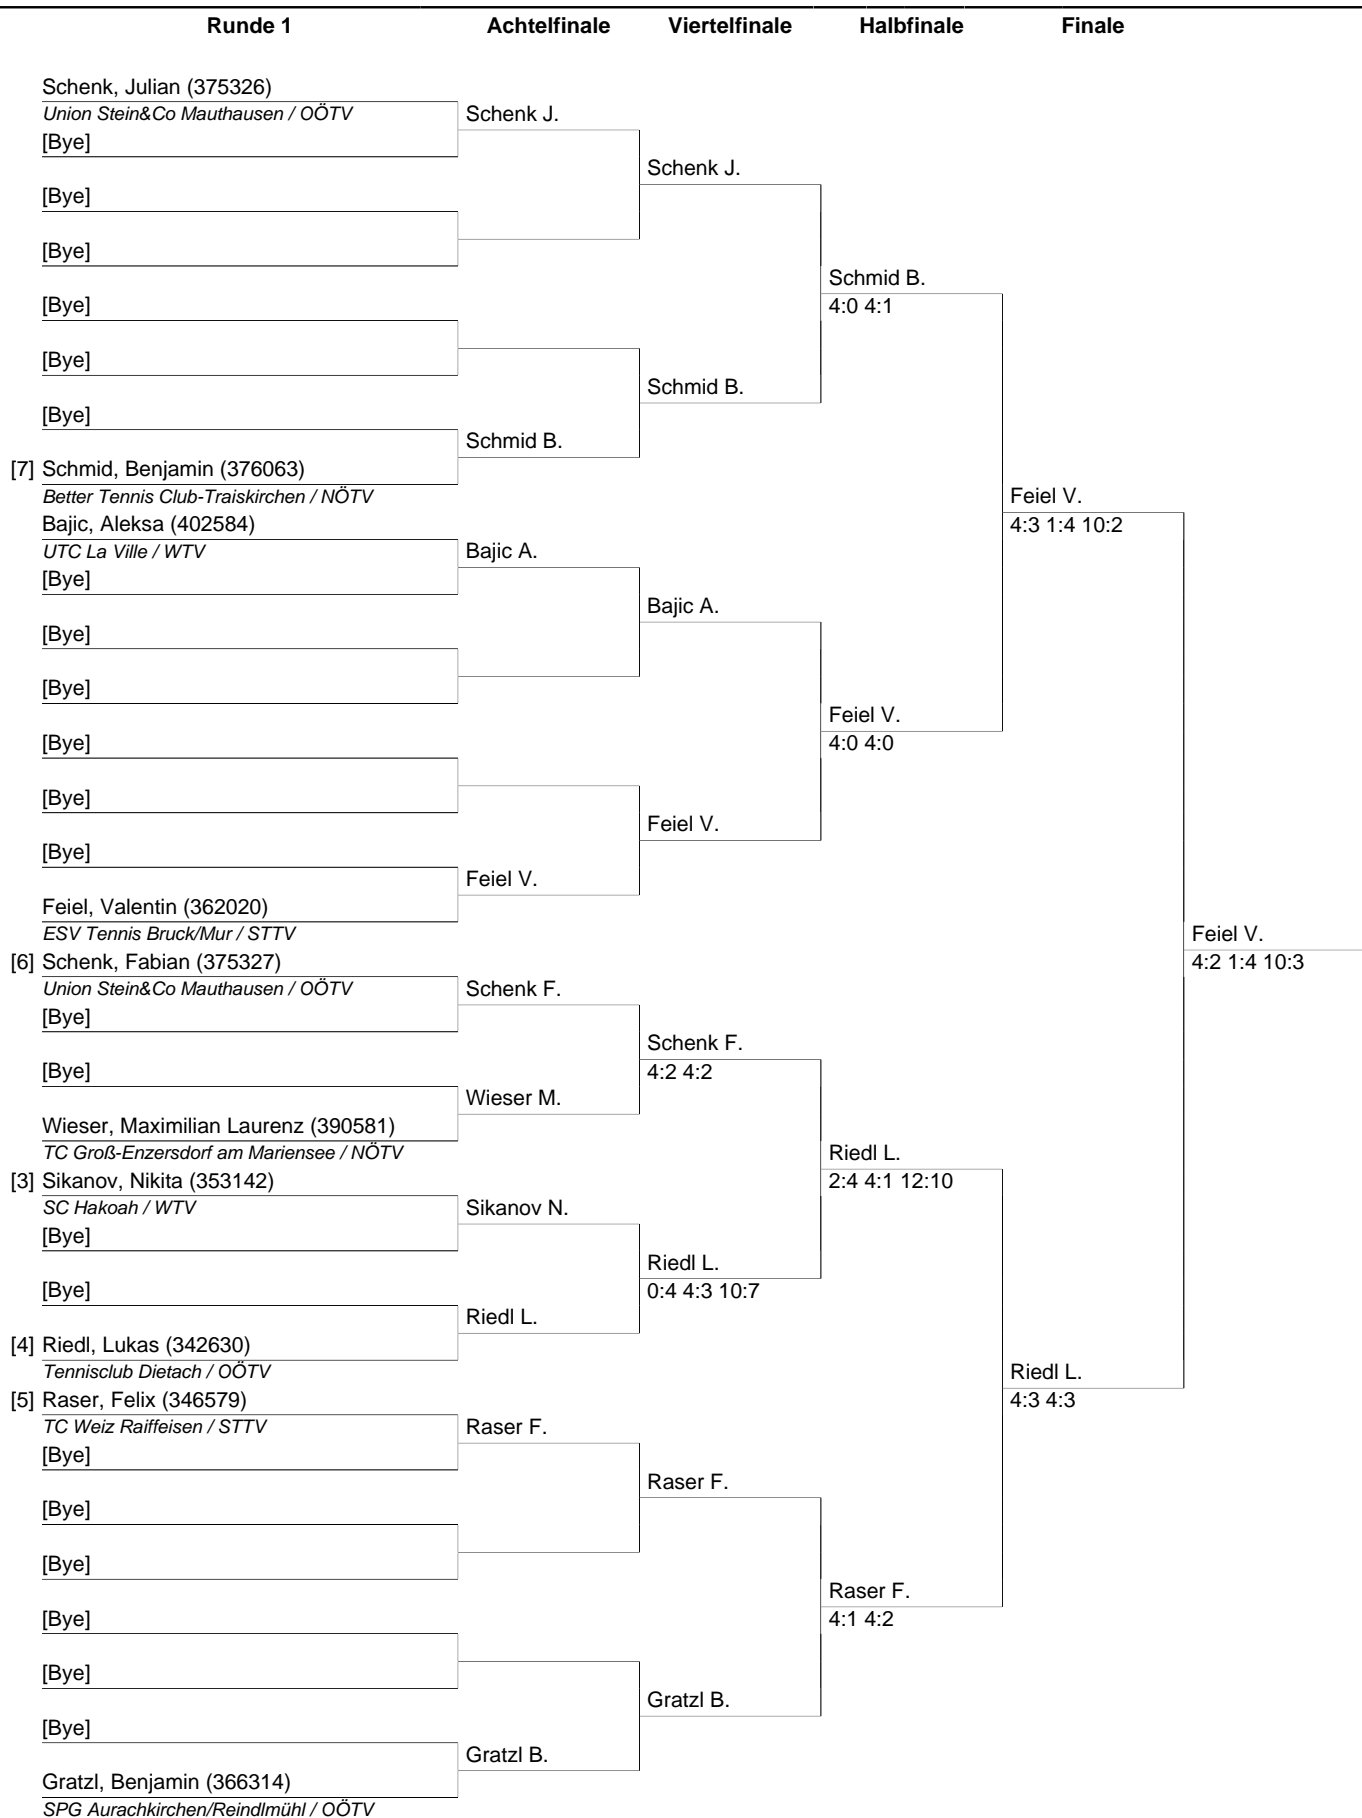 Runde 1 Achtelfinale Viertelfinale Halbfinale Finale
Schenk, Julian (375326)
Union Stein&Co Mauthausen / OÖTV Schenk J.
[Bye]
Schenk J.
[Bye]
[Bye]
Schmid B.
[Bye] 4:0 4:1
[Bye]
Schmid B.
[Bye]
Schmid B.
[7] Schmid, Benjamin (376063)
Better Tennis Club-Traiskirchen / NÖTV Feiel V.
Bajic, Aleksa (402584) 4:3 1:4 10:2
UTC La Ville / WTV Bajic A.
[Bye]
Bajic A.
[Bye]
[Bye]
Feiel V.
[Bye] 4:0 4:0
[Bye]
Feiel V.
[Bye]
Feiel V.
Feiel, Valentin (362020)
ESV Tennis Bruck/Mur / STTV Feiel V.
[6] Schenk, Fabian (375327) 4:2 1:4 10:3
Union Stein&Co Mauthausen / OÖTV Schenk F.
[Bye]
Schenk F.
[Bye] 4:2 4:2
Wieser M.
Wieser, Maximilian Laurenz (390581)
TC Groß-Enzersdorf am Mariensee / NÖTV Riedl L.
[3] Sikanov, Nikita (353142) 2:4 4:1 12:10
SC Hakoah / WTV Sikanov N.
[Bye]
Riedl L.
[Bye] 0:4 4:3 10:7
Riedl L.
[4] Riedl, Lukas (342630)
Tennisclub Dietach / OÖTV Riedl L.
[5] Raser, Felix (346579) 4:3 4:3
TC Weiz Raiffeisen / STTV Raser F.
[Bye]
Raser F.
[Bye]
[Bye]
Raser F.
[Bye] 4:1 4:2
[Bye]
Gratzl B.
[Bye]
Gratzl B.
Gratzl, Benjamin (366314)
SPG Aurachkirchen/Reindlmühl / OÖTV